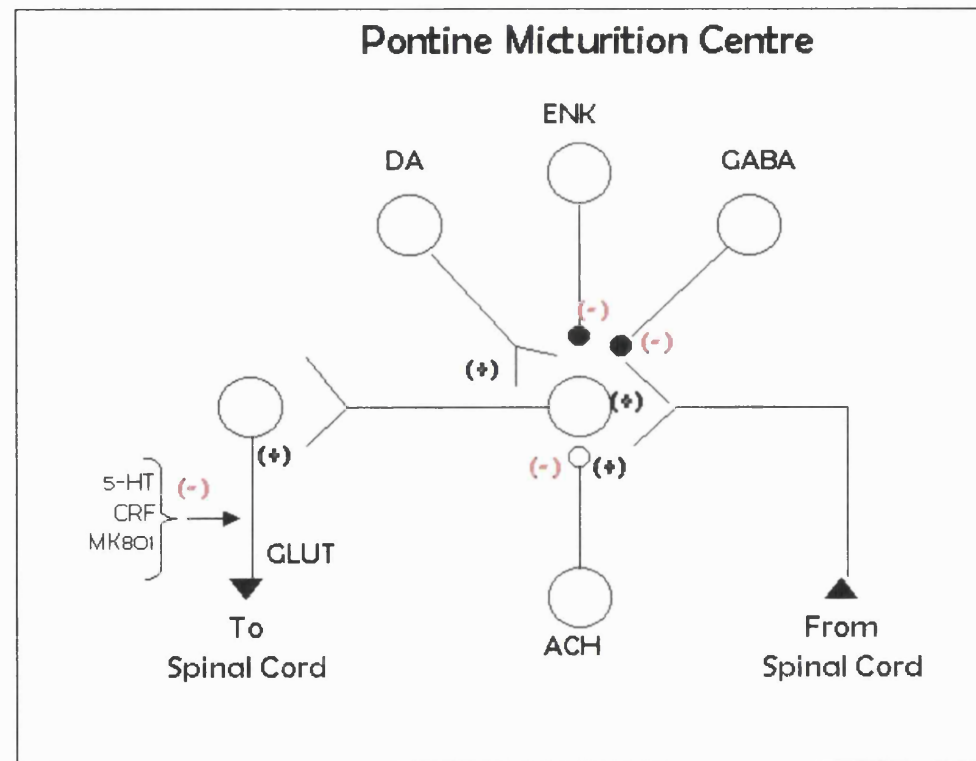 Pontine Micturition Centre
ENK
DA
GABA
(-)
(-)
(+)
(+)
(+)
(-)
(+)
5-HT
(-)
CRF
MK801
GLUT
To
Spinal Cord
ACH
From
Spinal Cord